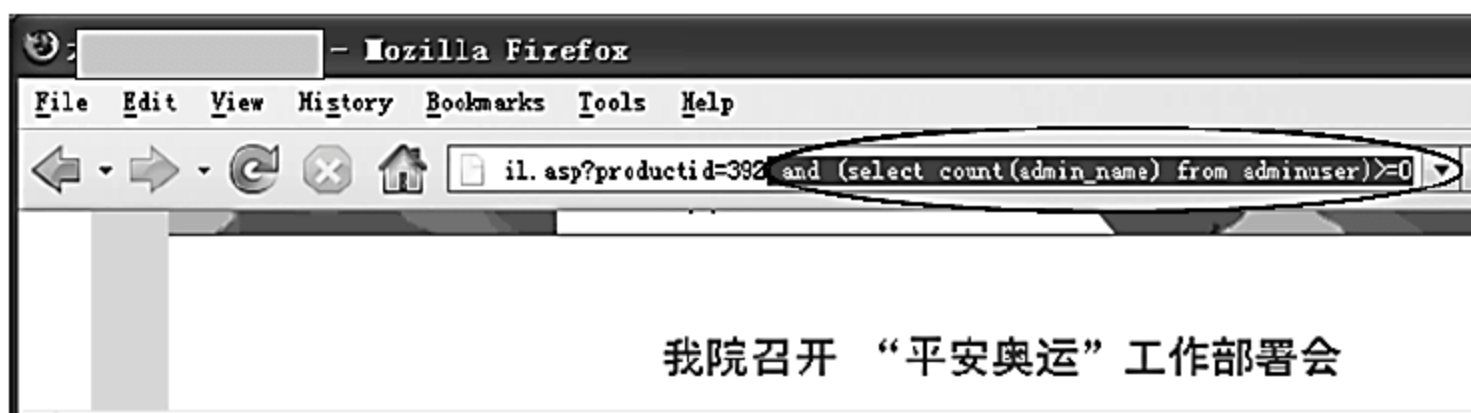 - Mozilla Firefox
File Edit View History Bookmarks Tools Help
il.asp?productid=392 and (select count(admin_name) from adminuser)>=0
我院召开 “平安奥运”工作部署会